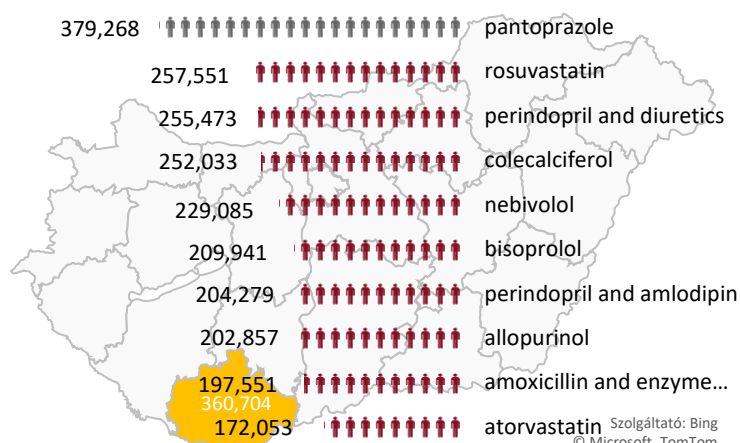 379,268 pantoprazole
257,551 rosuvastatin
255,473 perindopril and diuretics
252,033 colecalciferol
229,085 nebivolol
209,941 bisoprolol
204,279 perindopril and amlodipin
202,857 allopurinol
197,551 amoxicillin and enzyme…
360,704
172,053 atorvastatin
Szolgáltató: Bing
© Microsoft, TomTom